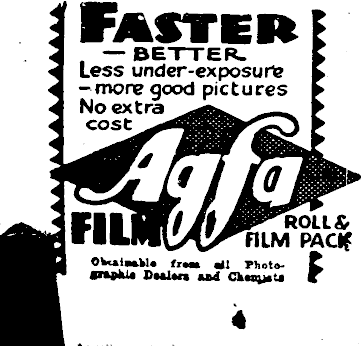 FASTER
— BETTER
Less under-exposure
— more good pictures
No extra
cost
Agfa
FILM
ROLL &
FILM PACK
Obtainable from all Photo-
graphic Dealers and Chemists